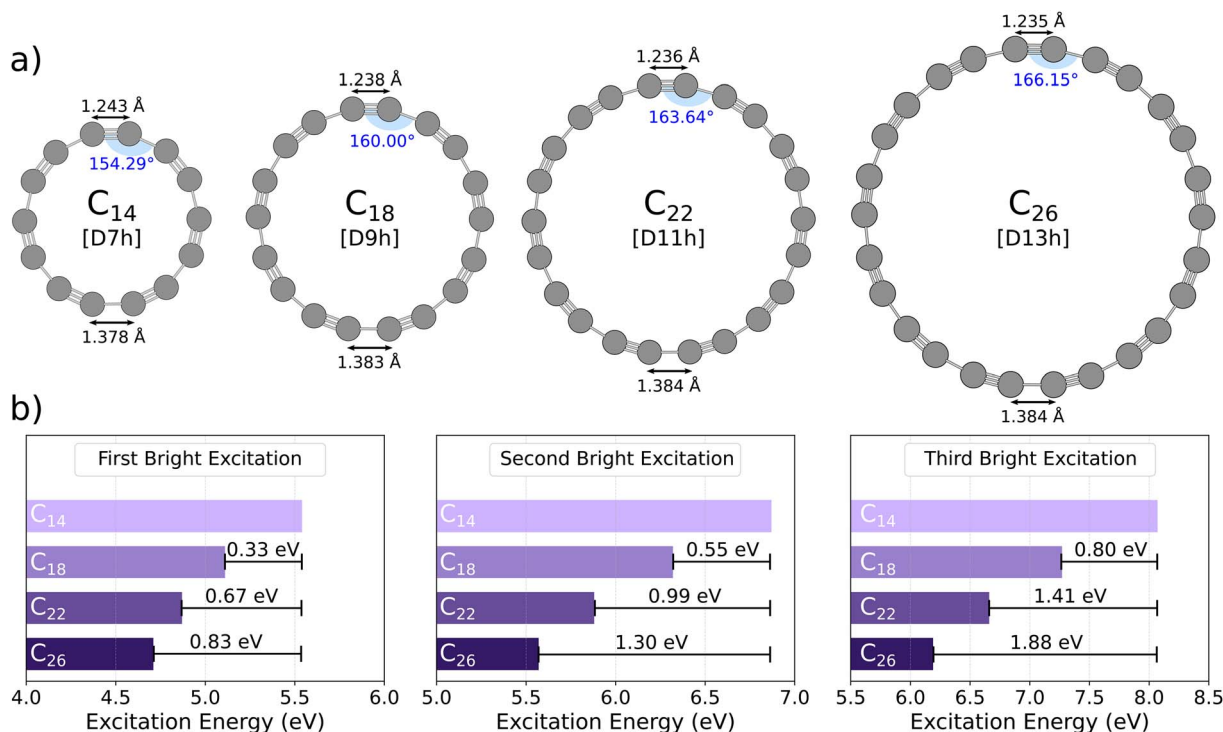 a)
1.243 Å
154.29°
C₁₄
[D7h]
1.378 Å
1.238 Å
160.00°
C₁₈
[D9h]
1.383 Å
1.236 Å
163.64°
C₂₂
[D11h]
1.384 Å
1.235 Å
166.15°
C₂₆
[D13h]
1.384 Å
b)
First Bright Excitation
C₁₄
C₁₈ 0.33 eV
C₂₂ 0.67 eV
C₂₆ 0.83 eV
4.0 4.5 5.0 5.5 6.0
Excitation Energy (eV)
Second Bright Excitation
C₁₄
C₁₈ 0.55 eV
C₂₂ 0.99 eV
C₂₆ 1.30 eV
5.0 5.5 6.0 6.5 7.0
Excitation Energy (eV)
Third Bright Excitation
C₁₄
C₁₈ 0.80 eV
C₂₂ 1.41 eV
C₂₆ 1.88 eV
5.5 6.0 6.5 7.0 7.5 8.0 8.5
Excitation Energy (eV)